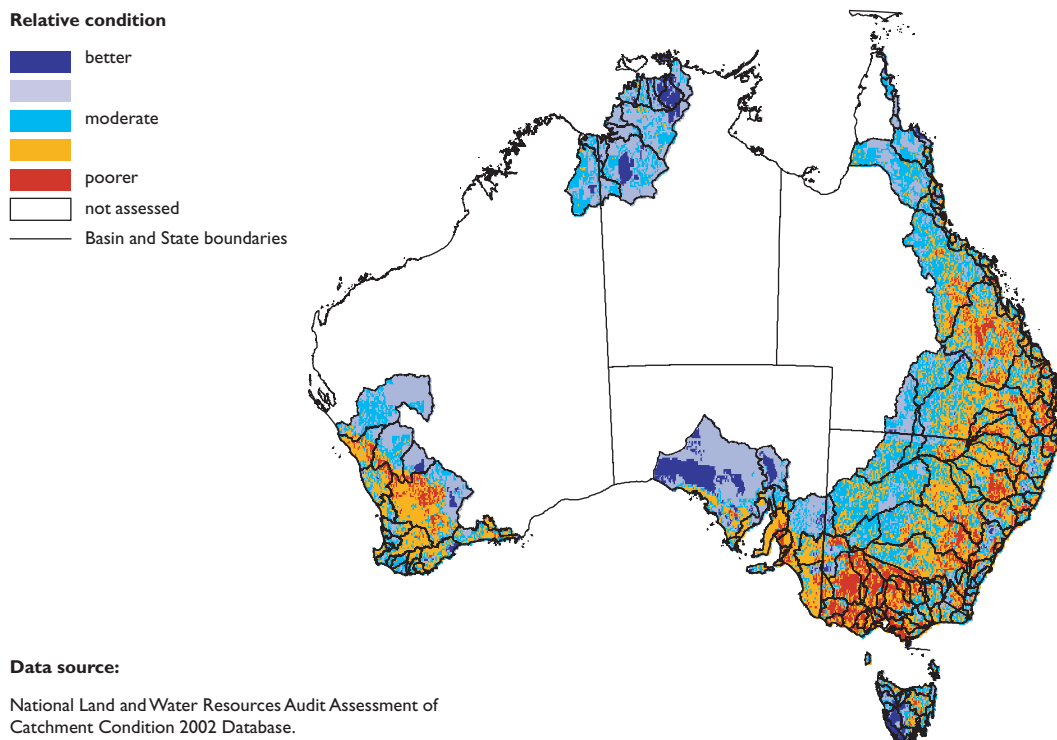 Relative condition
better
moderate
poorer
not assessed
Basin and State boundaries
Data source:
National Land and Water Resources Audit Assessment of
Catchment Condition 2002 Database.